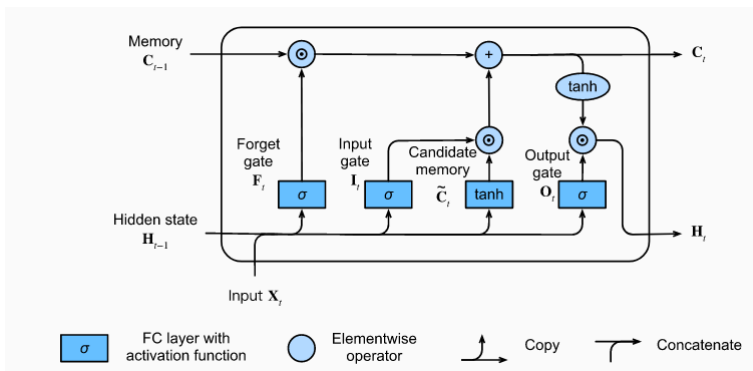 Memory
C_{t−1}
C_t
tanh
Forget
gate
F_t
Input
gate
I_t
Candidate
memory
C̃_t
Output
gate
O_t
σ
σ
tanh
σ
Hidden state
H_{t−1}
H_t
Input X_t
σ
FC layer with
activation function
Elementwise
operator
Copy
Concatenate